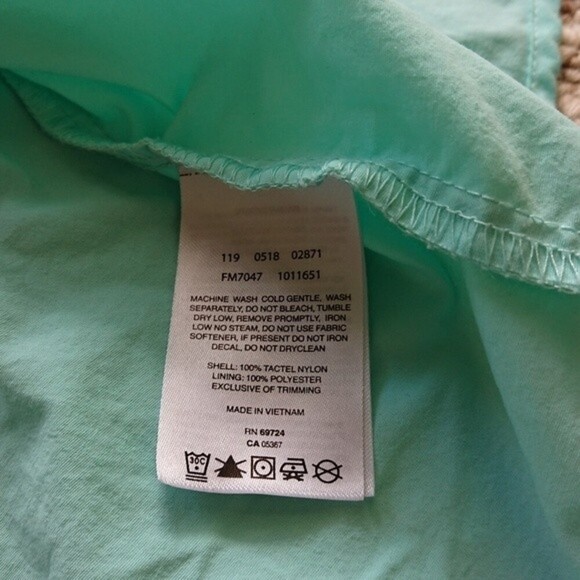 119 0518 02871
FM7047 1011651
MACHINE WASH COLD GENTLE, WASH
SEPARATELY, DO NOT BLEACH, TUMBLE
DRY LOW, REMOVE PROMPTLY, IRON
LOW NO STEAM, DO NOT USE FABRIC
SOFTENER, IF PRESENT DO NOT IRON
DECAL, DO NOT DRYCLEAN
SHELL: 100% TACTEL NYLON
LINING: 100% POLYESTER
EXCLUSIVE OF TRIMMING
MADE IN VIETNAM
RN 69724
CA 05367
30C